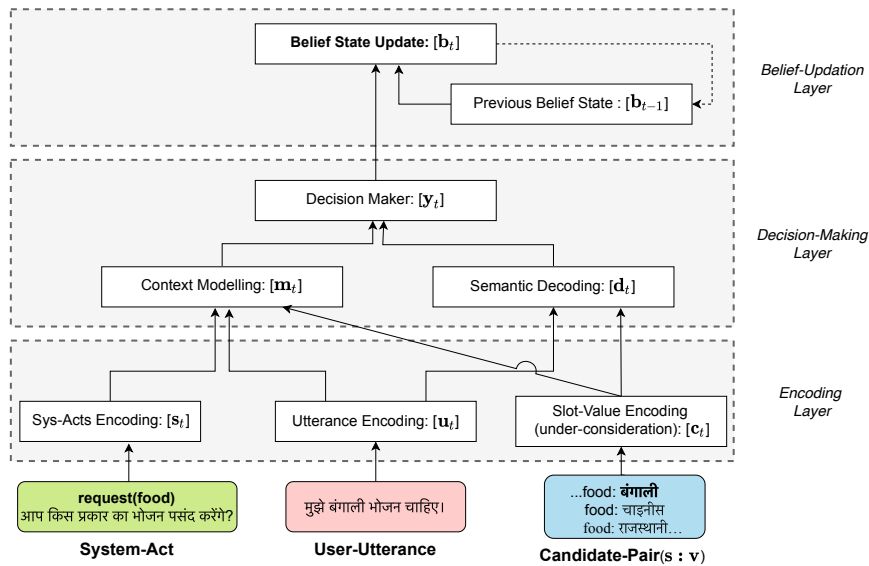 Belief State Update: [b_t]
Previous Belief State : [b_{t−1}]
Belief-Updation
Layer
Decision Maker: [y_t]
Context Modelling: [m_t]
Semantic Decoding: [d_t]
Decision-Making
Layer
Sys-Acts Encoding: [s_t]
Utterance Encoding: [u_t]
Slot-Value Encoding
(under-consideration): [c_t]
Encoding
Layer
request(food)
आप किस प्रकार का भोजन पसंद करेंगे?
System-Act
मुझे बंगाली भोजन चाहिए।
User-Utterance
...food: बंगाली
food: चाइनीस
food: राजस्थानी...
Candidate-Pair(s : v)